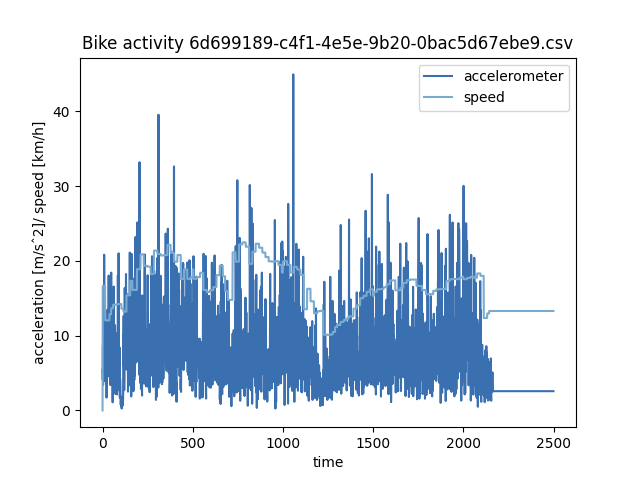 Bike activity 6d699189-c4f1-4e5e-9b20-0bac5d67ebe9.csv
accelerometer
speed
acceleration [m/s^2]/ speed [km/h]
40
30
20
10
0
0 500 1000 1500 2000 2500
time